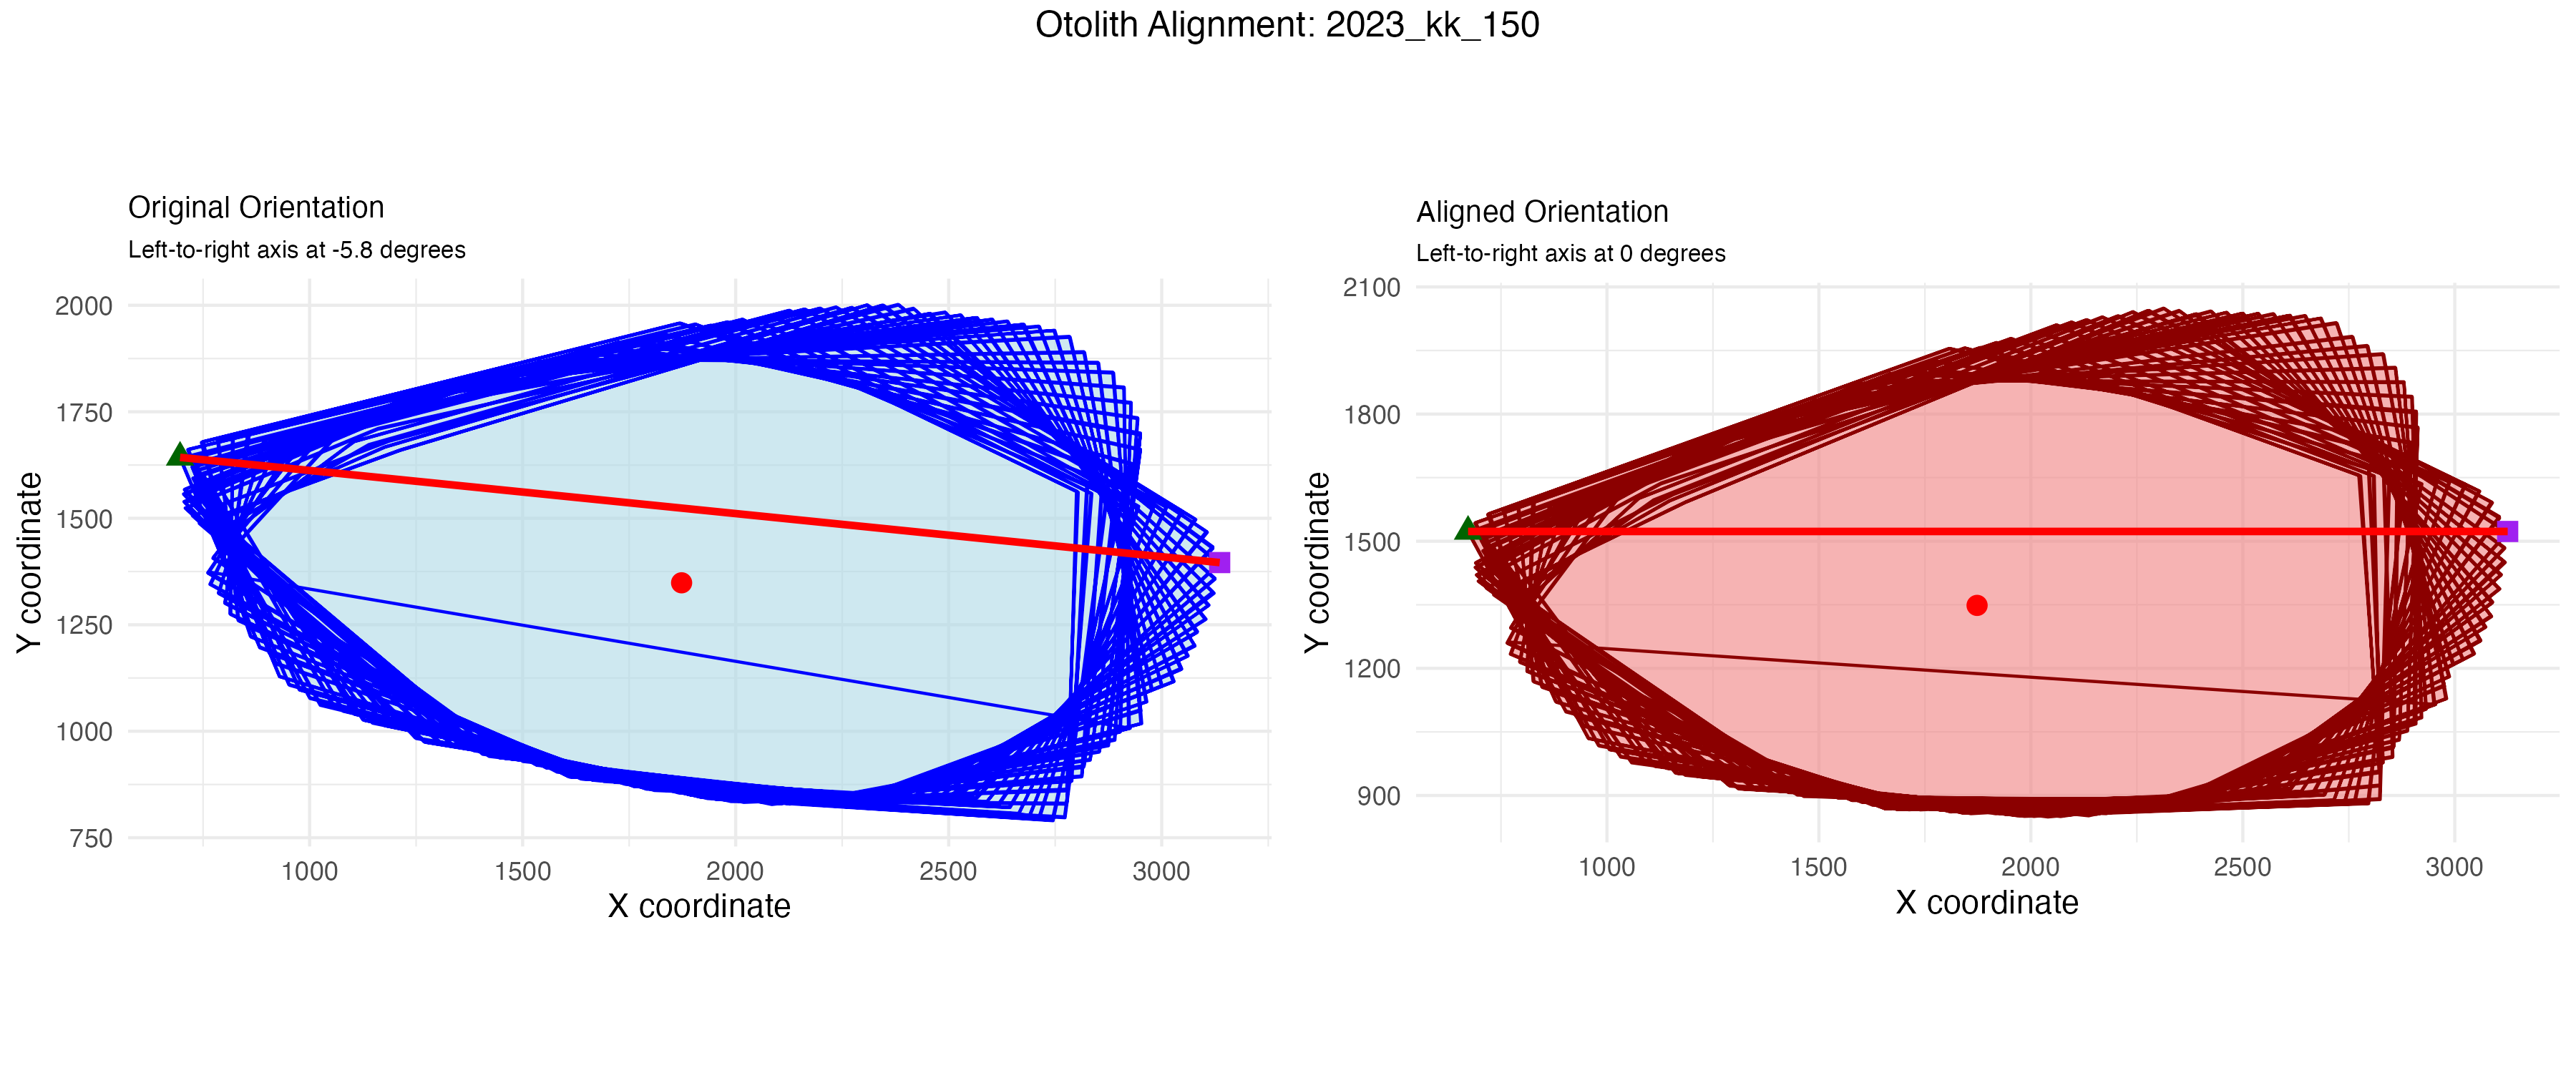 Otolith Alignment: 2023_kk_150
Original Orientation
Left-to-right axis at -5.8 degrees
2000
1750
1500
1250
1000
750
Y coordinate
1000 1500 2000 2500 3000
X coordinate
Aligned Orientation
Left-to-right axis at 0 degrees
2100
1800
1500
1200
900
Y coordinate
1000 1500 2000 2500 3000
X coordinate